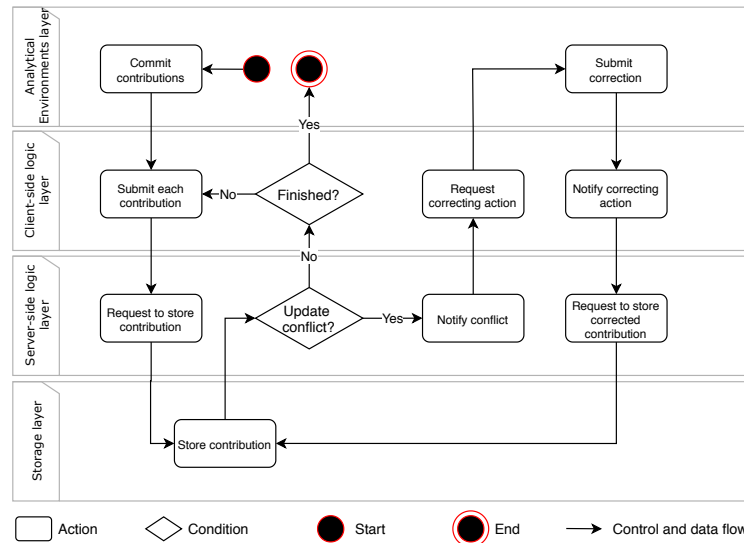 Analytical
Environments layer
Commit
contributions
Submit
correction
Yes
Client-side logic
layer
Submit each
contribution
No
Finished?
Request
correcting action
Notify correcting
action
No
Server-side logic
layer
Request to store
contribution
Update
conflict?
Yes
Notify conflict
Request to store
corrected
contribution
Storage layer
Store contribution
Action
Condition
Start
End
Control and data flow